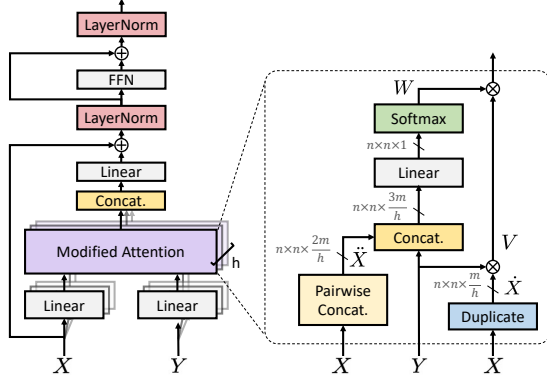 LayerNorm
FFN
LayerNorm
Linear
Concat.
Modified Attention
h
Linear
Linear
X
Y
W
Softmax
n×n×1
Linear
n×n×3m/h
Concat.
n×n×2m/h
Ẍ
V
n×n×m/h
Ẋ
Pairwise
Concat.
Duplicate
X
Y
X